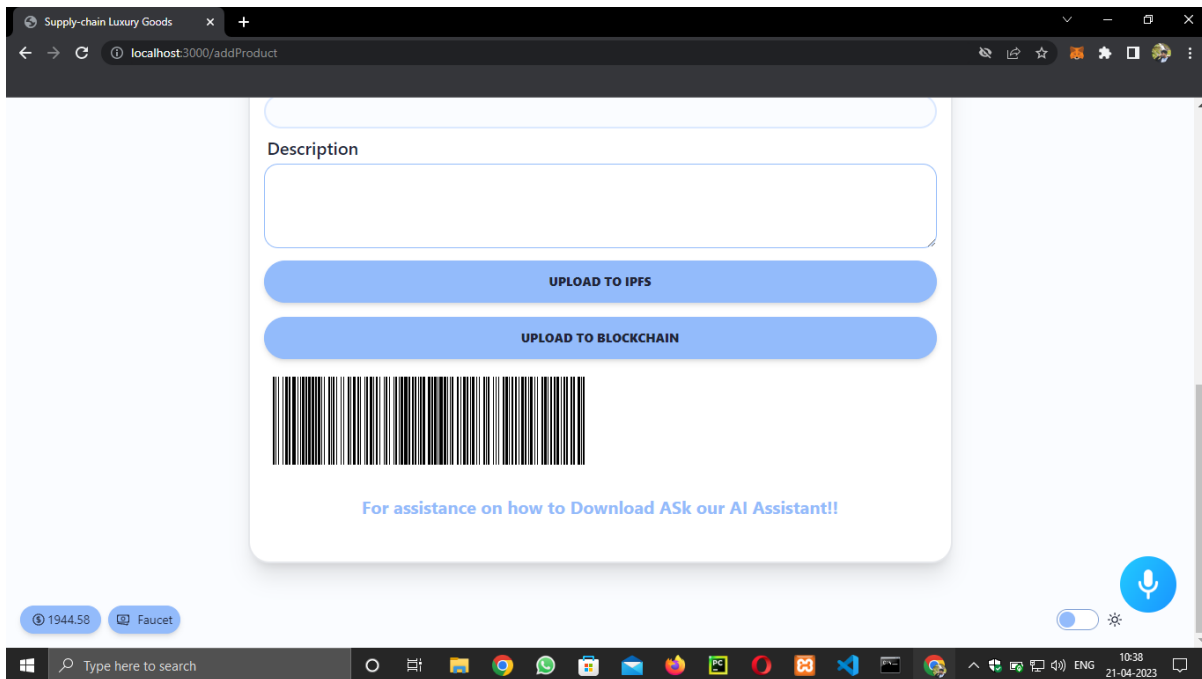 Supply-chain Luxury Goods
localhost:3000/addProduct
Description
UPLOAD TO IPFS
UPLOAD TO BLOCKCHAIN
For assistance on how to Download ASk our AI Assistant!!
1944.58
Faucet
Type here to search
PC
ENG
10:38
21-04-2023